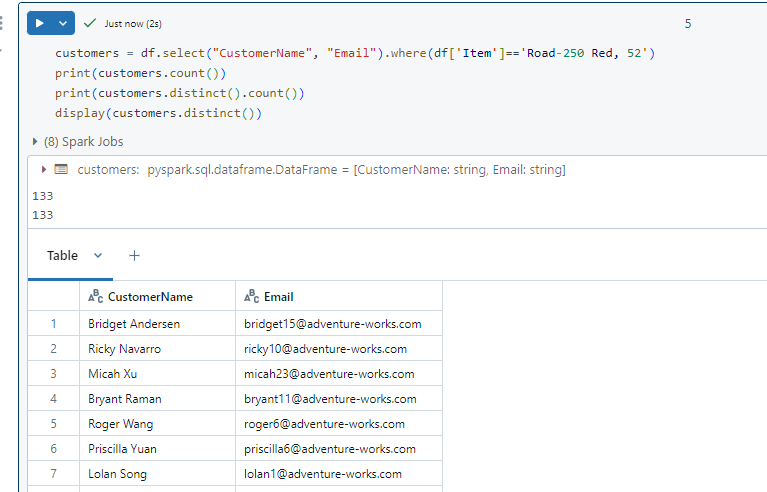 Just now (2s)
5
customers = df.select("CustomerName", "Email").where(df['Item']=='Road-250 Red, 52')
print(customers.count())
print(customers.distinct().count())
display(customers.distinct())
(8) Spark Jobs
customers: pyspark.sql.dataframe.DataFrame = [CustomerName: string, Email: string]
133
133
Table +
ABC CustomerName ABC Email
1 Bridget Andersen bridget15@adventure-works.com
2 Ricky Navarro ricky10@adventure-works.com
3 Micah Xu micah23@adventure-works.com
4 Bryant Raman bryant11@adventure-works.com
5 Roger Wang roger6@adventure-works.com
6 Priscilla Yuan priscilla6@adventure-works.com
7 Lolan Song lolan1@adventure-works.com